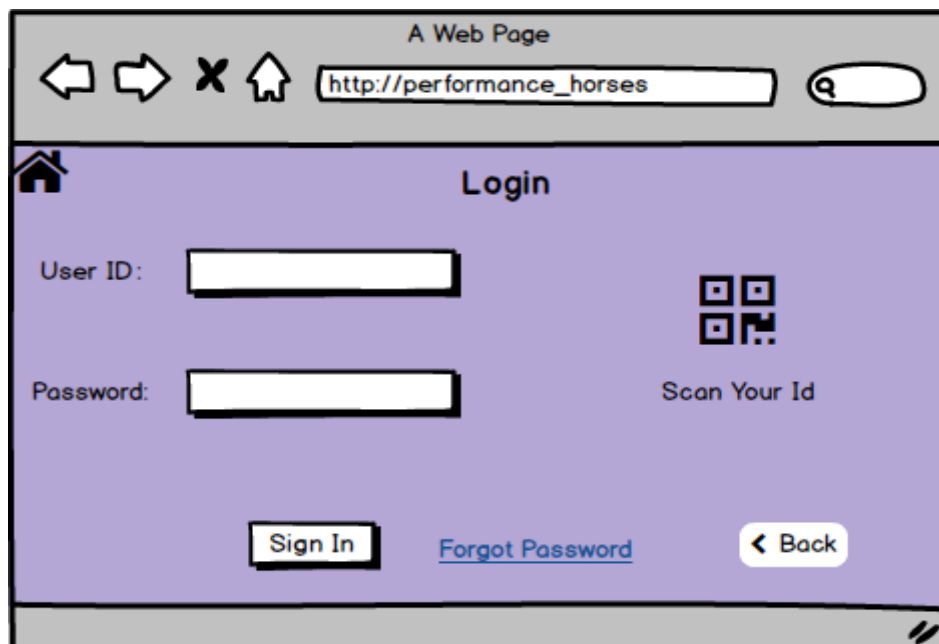 A Web Page
http://performance_horses
Login
User ID:
Password:
Scan Your Id
Sign In
Forgot Password
Back